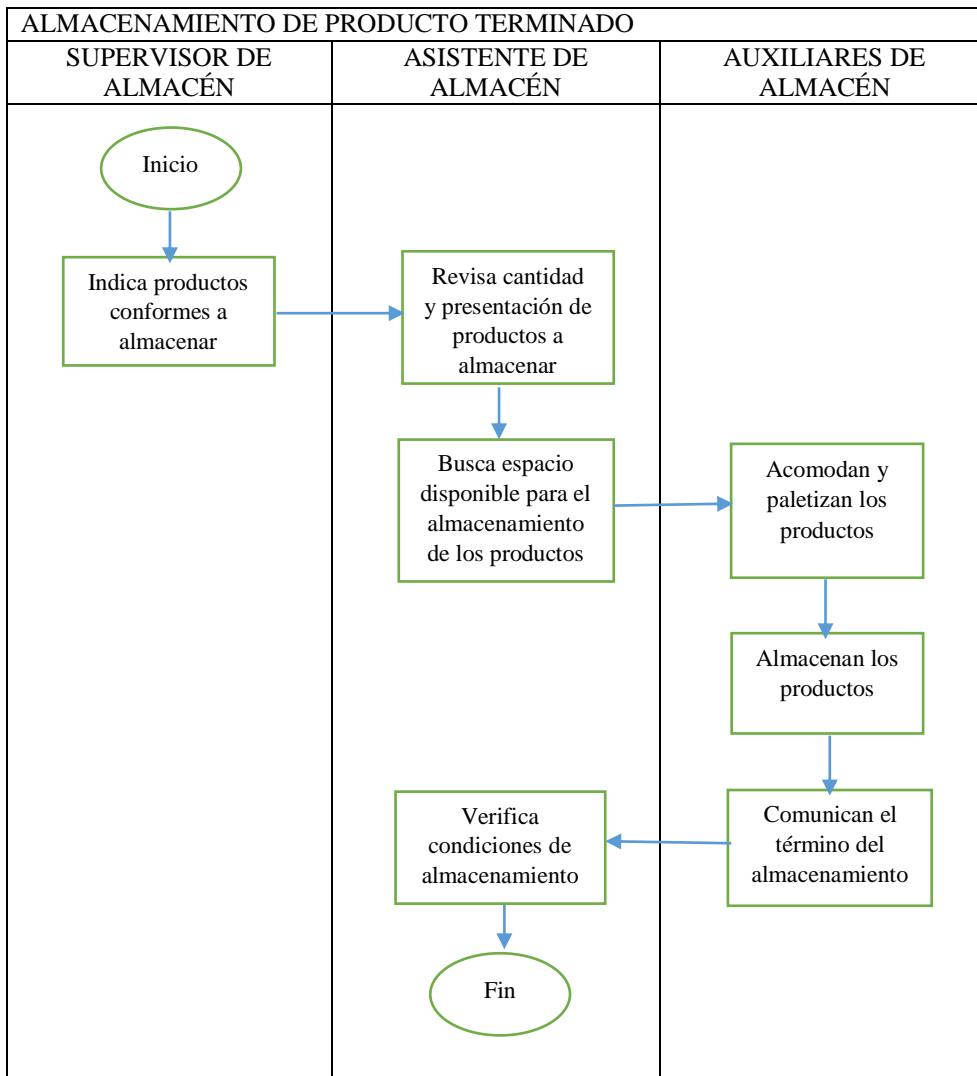 ALMACENAMIENTO DE PRODUCTO TERMINADO
SUPERVISOR DE
ALMACÉN
ASISTENTE DE
ALMACÉN
AUXILIARES DE
ALMACÉN
Inicio
Indica productos
conformes a
almacenar
Revisa cantidad
y presentación de
productos a
almacenar
Busca espacio
disponible para el
almacenamiento
de los productos
Acomodan y
paletizan los
productos
Almacenan los
productos
Comunican el
término del
almacenamiento
Verifica
condiciones de
almacenamiento
Fin